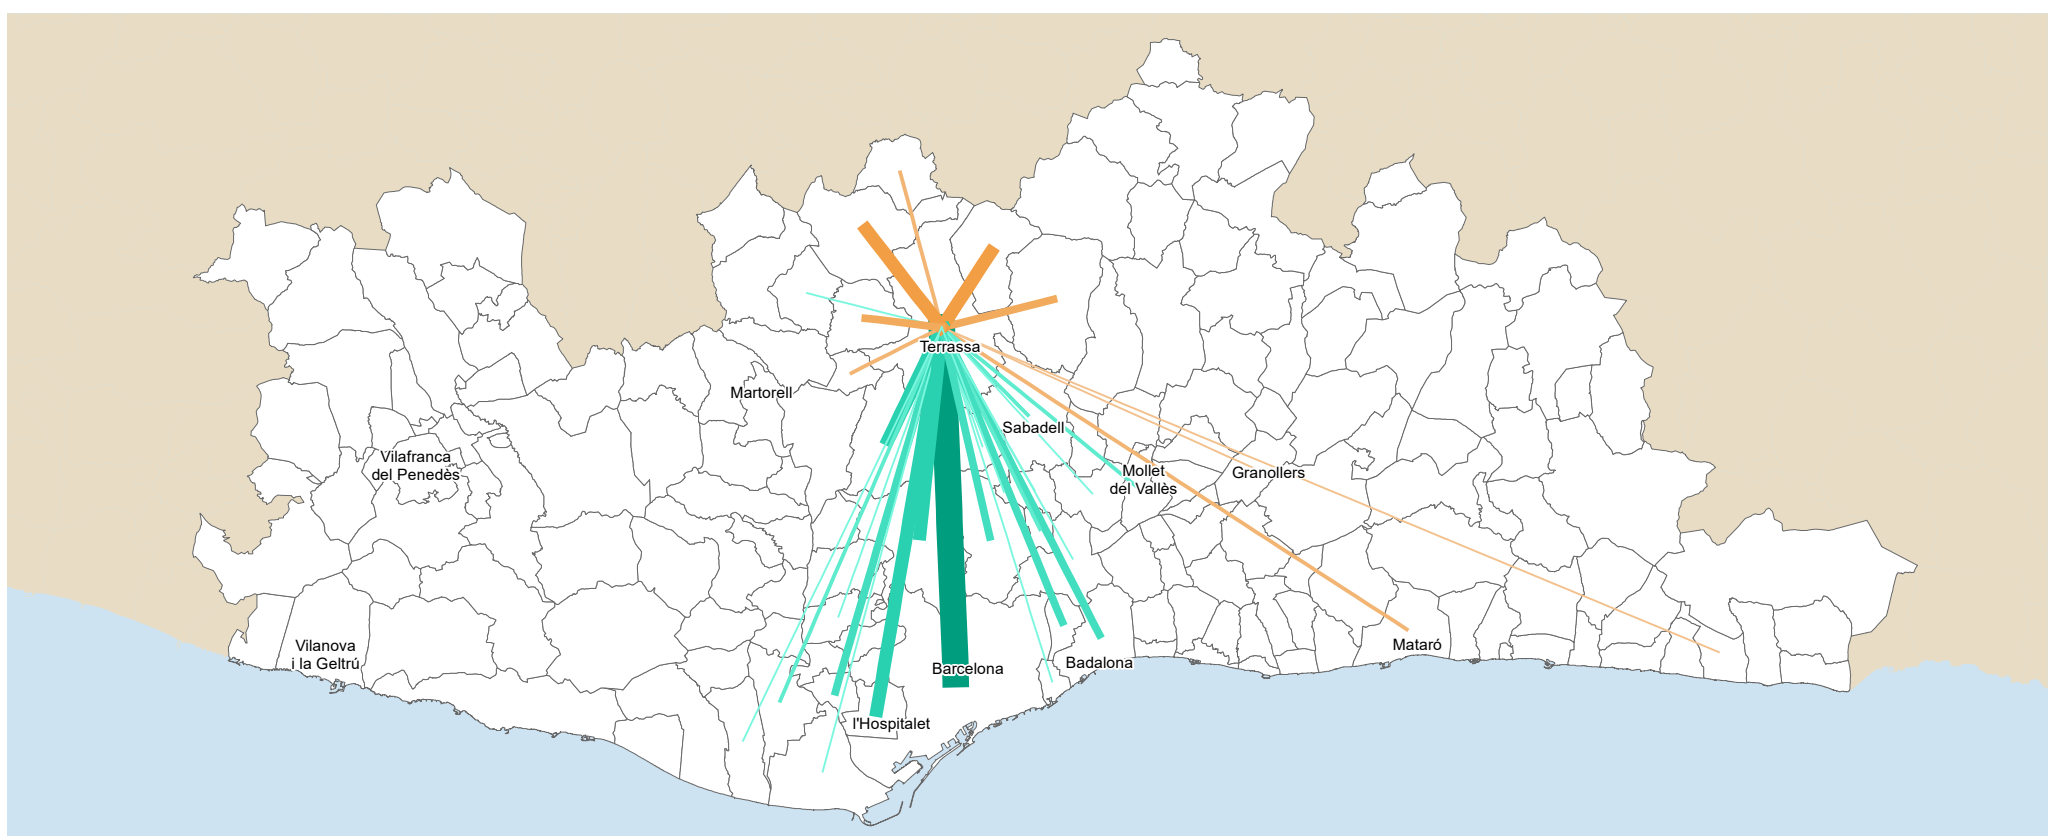 Terrassa
Martorell
Sabadell
Vilafranca
del Penedès
Mollet
del Vallès
Granollers
Vilanova
i la Geltrú
Barcelona
Badalona
Mataró
l'Hospitalet